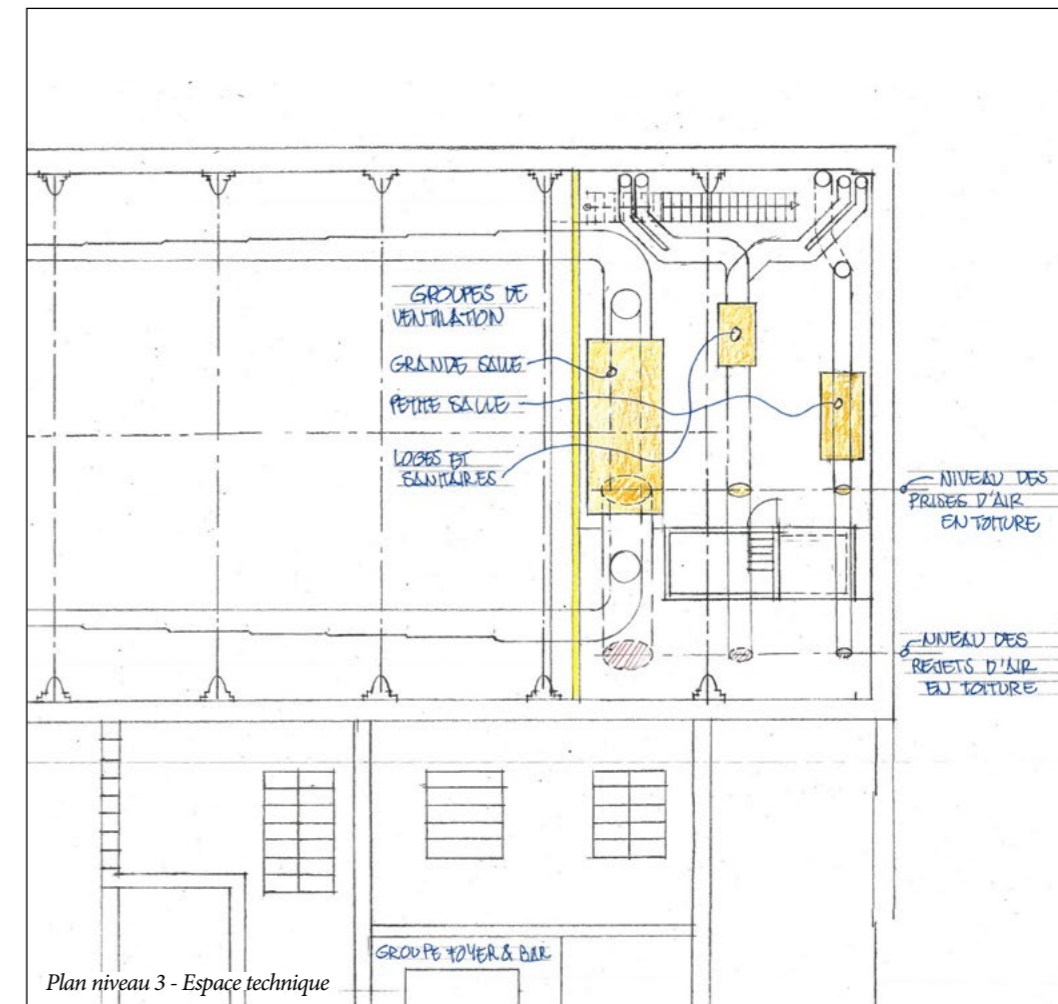 GROUPES DE
VENTILATION
GRANDE SALLE
PETITE SALLE
LOGES ET
SANITAIRES
NIVEAU DES
PRISES D'AIR
EN TOITURE
NIVEAU DES
REJETS D'AIR
EN TOITURE
GROUPE FOYER & BAR
Plan niveau 3 - Espace technique